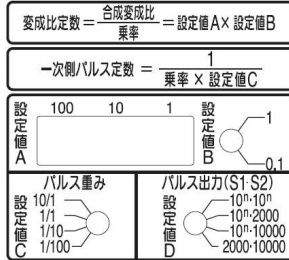 変成比定数 = 合成変成比 / 乗率 = 設定値A× 設定値B
一次側パルス定数 = 1 / 乗率 × 設定値C
設定値A
100 10 1
設定値B
1
0.1
パルス重み
設定値C
10/1
1/1
1/10
1/100
パルス出力(S1·S2)
設定値D
10ⁿ·10ⁿ
10ⁿ·2000
10ⁿ·10000
2000·10000